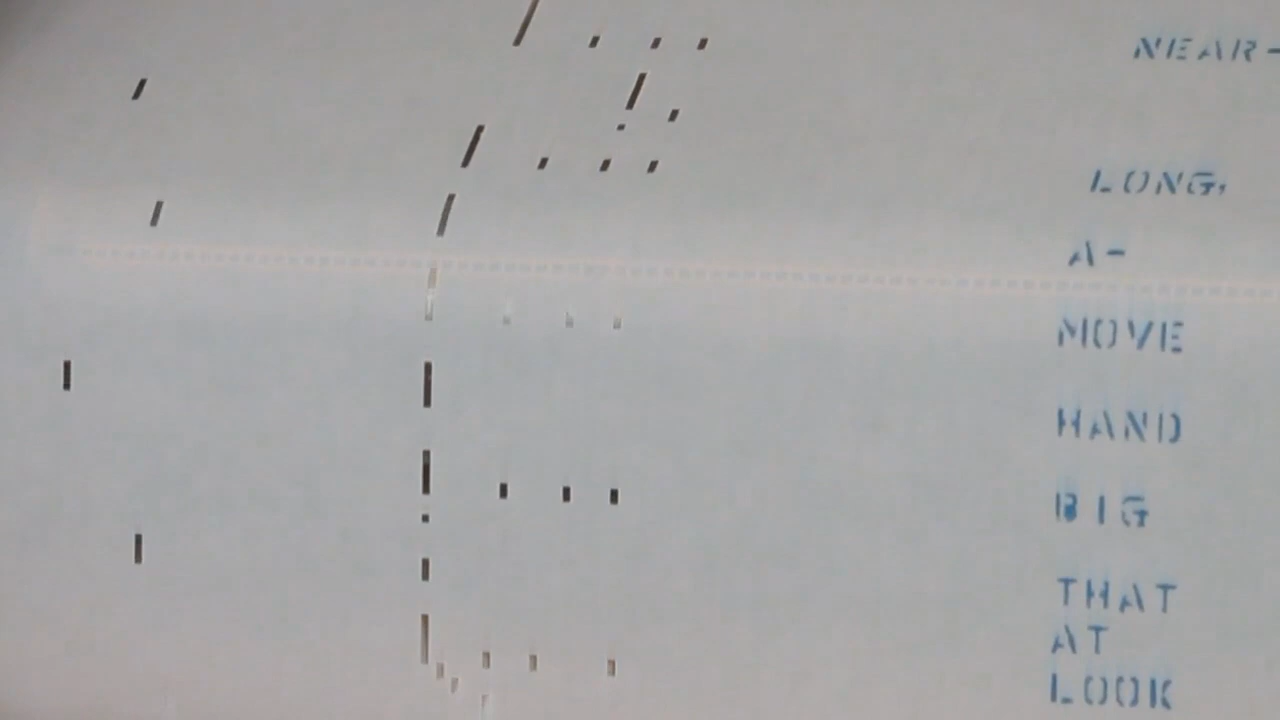 NEAR-
LONG,
A-
MOVE
HAND
BIG
THAT
AT
LOOK